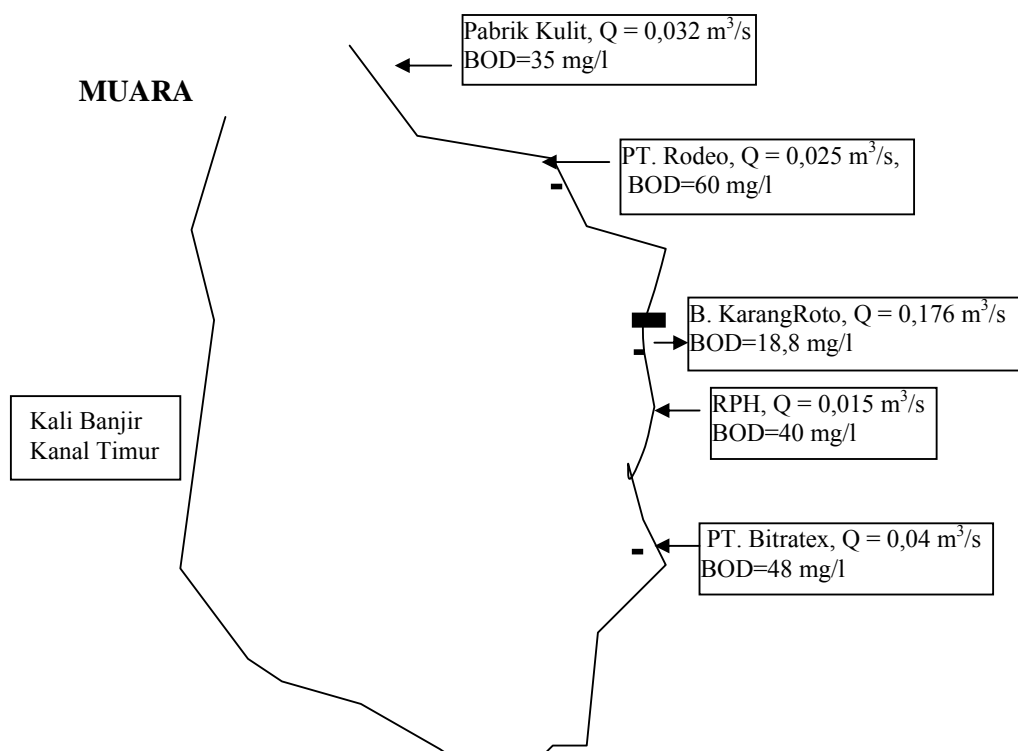 Pabrik Kulit, Q = 0,032 m³/s
BOD=35 mg/l
MUARA
PT. Rodeo, Q = 0,025 m³/s,
BOD=60 mg/l
B. KarangRoto, Q = 0,176 m³/s
BOD=18,8 mg/l
RPH, Q = 0,015 m³/s
BOD=40 mg/l
Kali Banjir
Kanal Timur
PT. Bitratex, Q = 0,04 m³/s
BOD=48 mg/l